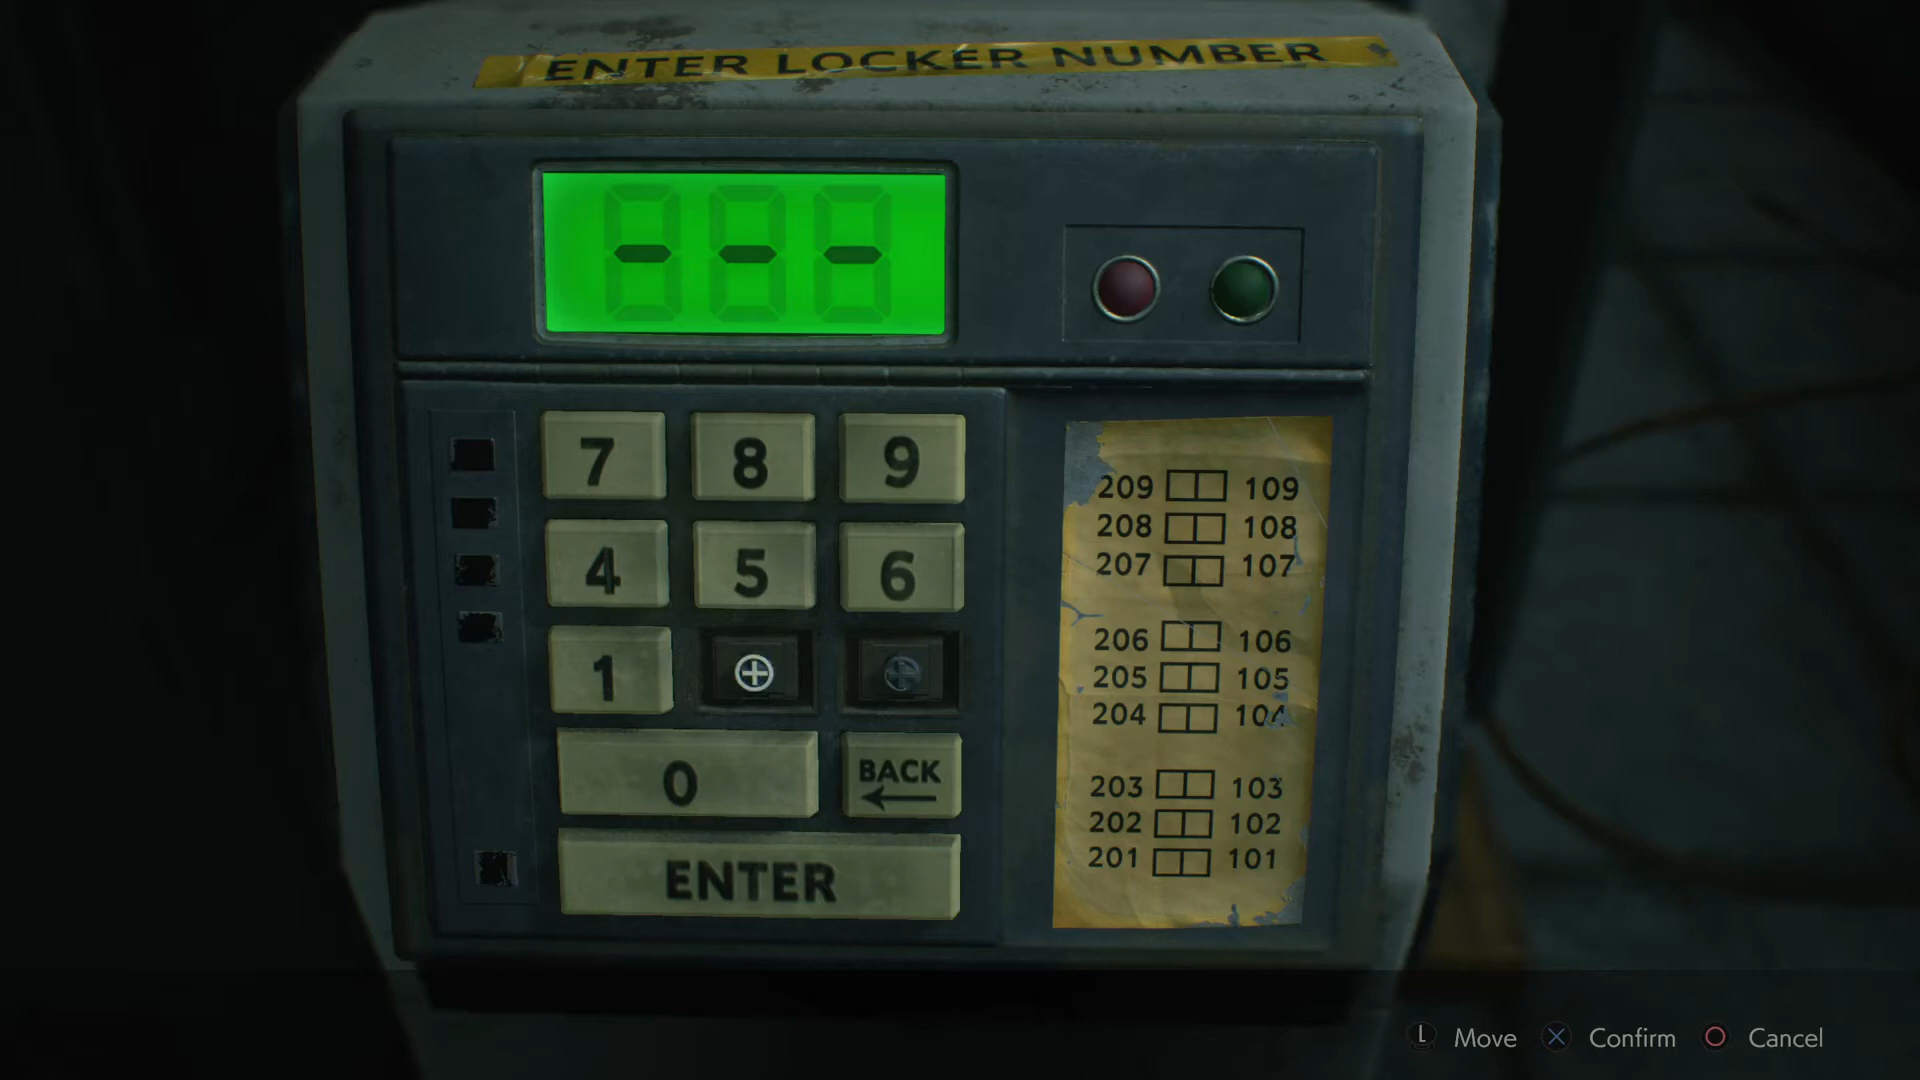 ENTER LOCKER NUMBER
7 8 9
4 5 6
1
0 BACK
ENTER
209 109
208 108
207 107
206 106
205 105
204 104
203 103
202 102
201 101
L Move Confirm Cancel